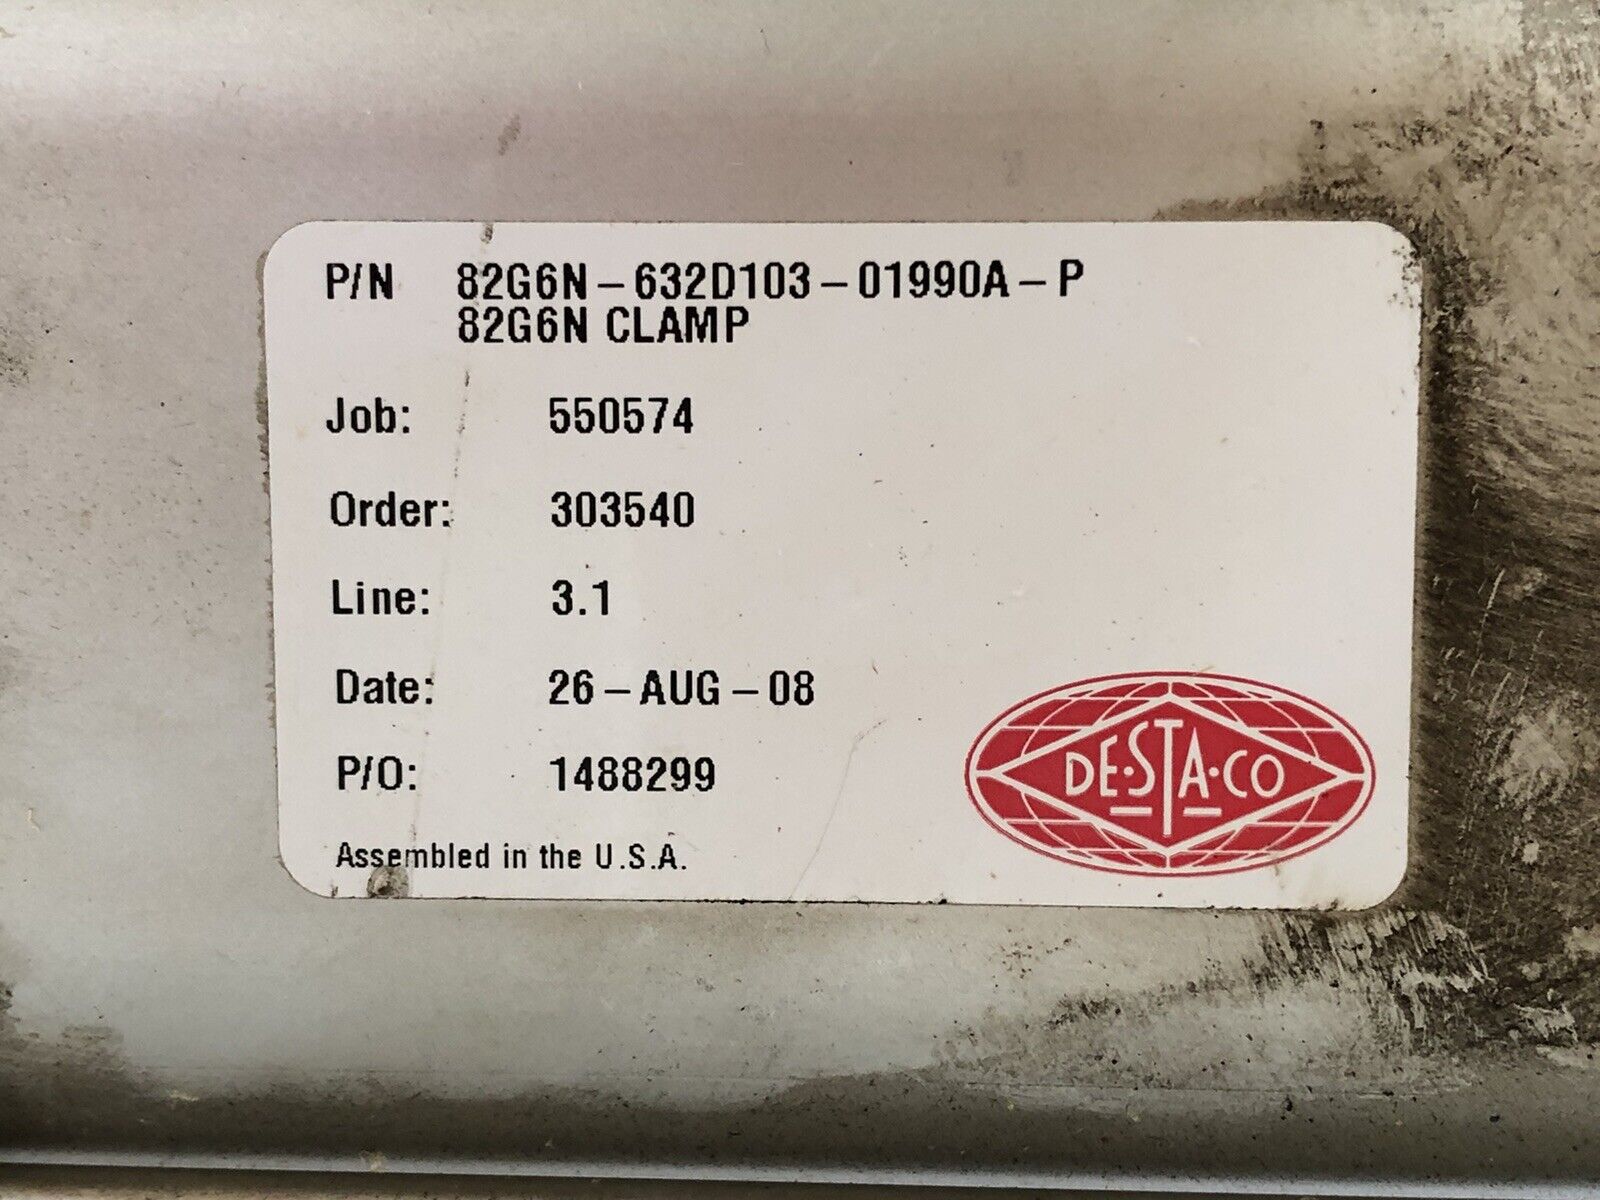 P/N 82G6N-632D103-01990A-P
82G6N CLAMP
Job: 550574
Order: 303540
Line: 3.1
Date: 26-AUG-08
P/O: 1488299
Assembled in the U.S.A.
DE·STA·CO